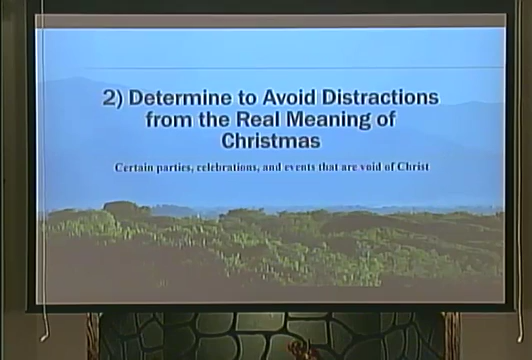 2) Determine to Avoid Distractions
from the Real Meaning of
Christmas
Certain parties, celebrations, and events that are void of Christ